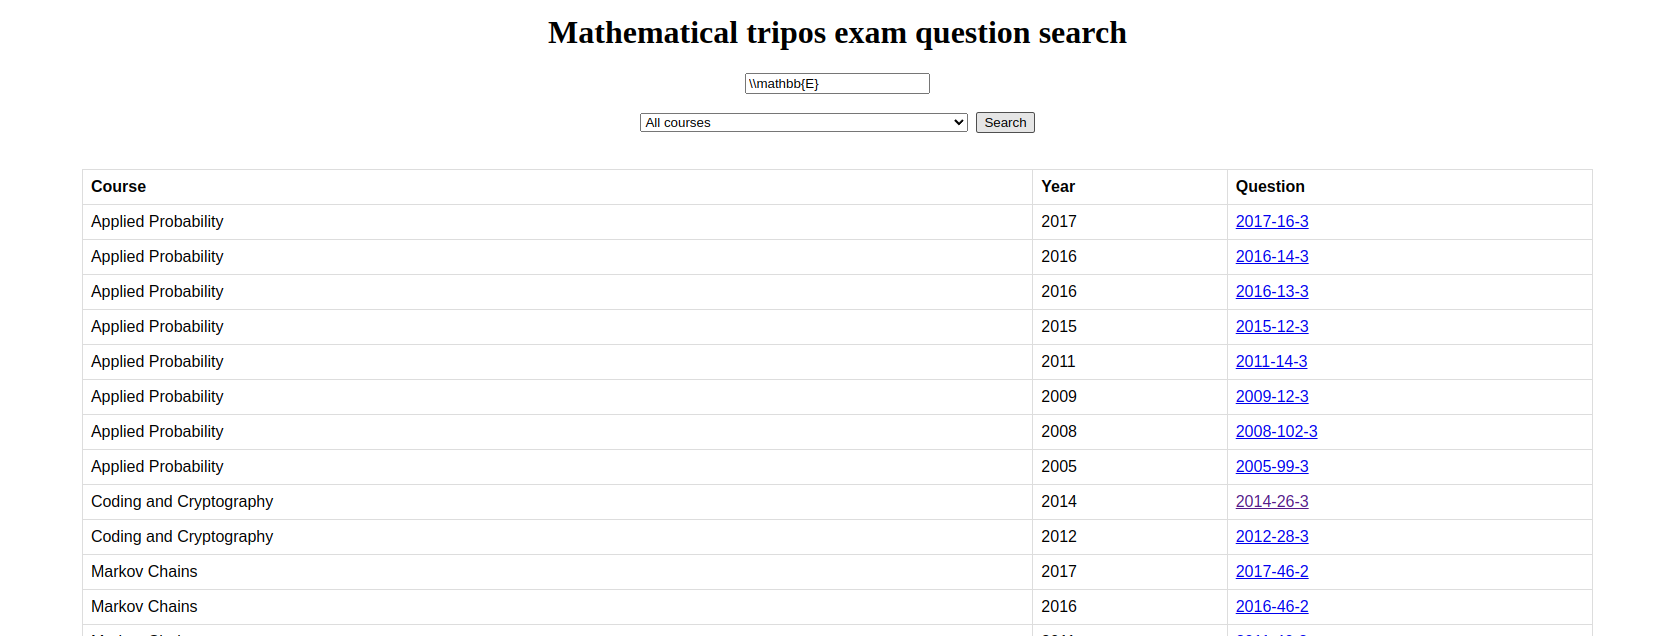 Mathematical tripos exam question search
\\mathbb{E}
All courses Search
Course Year Question
Applied Probability 2017 2017-16-3
Applied Probability 2016 2016-14-3
Applied Probability 2016 2016-13-3
Applied Probability 2015 2015-12-3
Applied Probability 2011 2011-14-3
Applied Probability 2009 2009-12-3
Applied Probability 2008 2008-102-3
Applied Probability 2005 2005-99-3
Coding and Cryptography 2014 2014-26-3
Coding and Cryptography 2012 2012-28-3
Markov Chains 2017 2017-46-2
Markov Chains 2016 2016-46-2